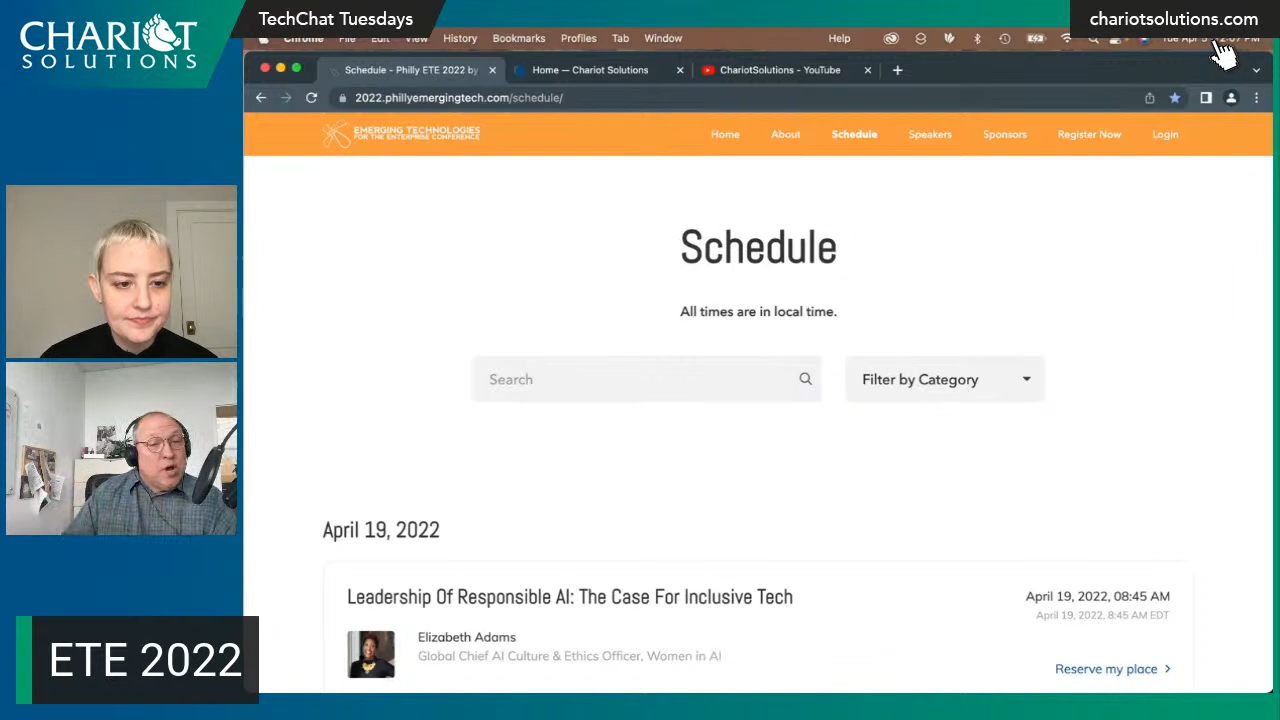 CHARIOT
SOLUTIONS
TechChat Tuesdays
chariotsolutions.com
Chrome File Edit View History Bookmarks Profiles Tab Window Help
Schedule - Philly ETE 2022 by
Home — Chariot Solutions
ChariotSolutions - YouTube
2022.phillyemergingtech.com/schedule/
EMERGING TECHNOLOGIES
FOR THE ENTERPRISE CONFERENCE
Home About Schedule Speakers Sponsors Register Now Login
Schedule
All times are in local time.
Search
Filter by Category
April 19, 2022
Leadership Of Responsible AI: The Case For Inclusive Tech
April 19, 2022, 08:45 AM
April 19, 2022, 8:45 AM EDT
Elizabeth Adams
Global Chief AI Culture & Ethics Officer, Women in AI
Reserve my place
ETE 2022